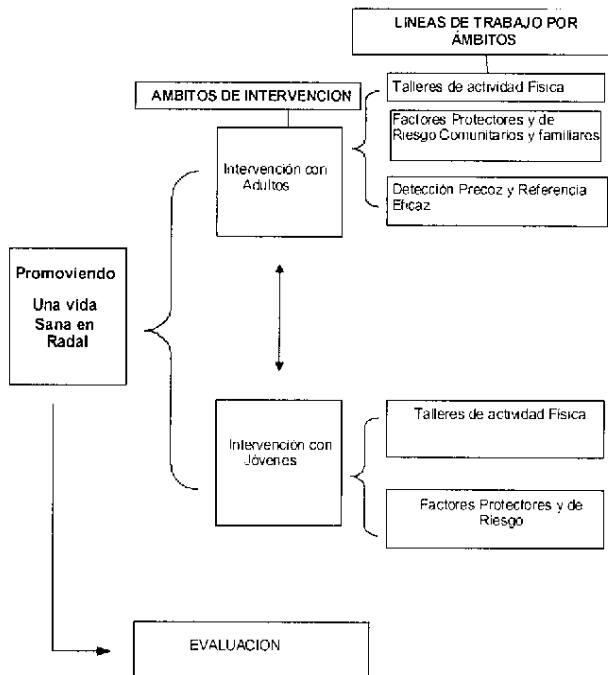 LINEAS DE TRABAJO POR
ÁMBITOS
AMBITOS DE INTERVENCION
Talleres de actividad Física
Factores Protectores y de
Riesgo Comunitarios y familiares
Detección Precoz y Referencia
Eficaz
Intervención con
Adultos
Promoviendo
Una vida
Sana en
Radal
Intervención con
Jóvenes
Talleres de actividad Física
Factores Protectores y de
Riesgo
EVALUACION